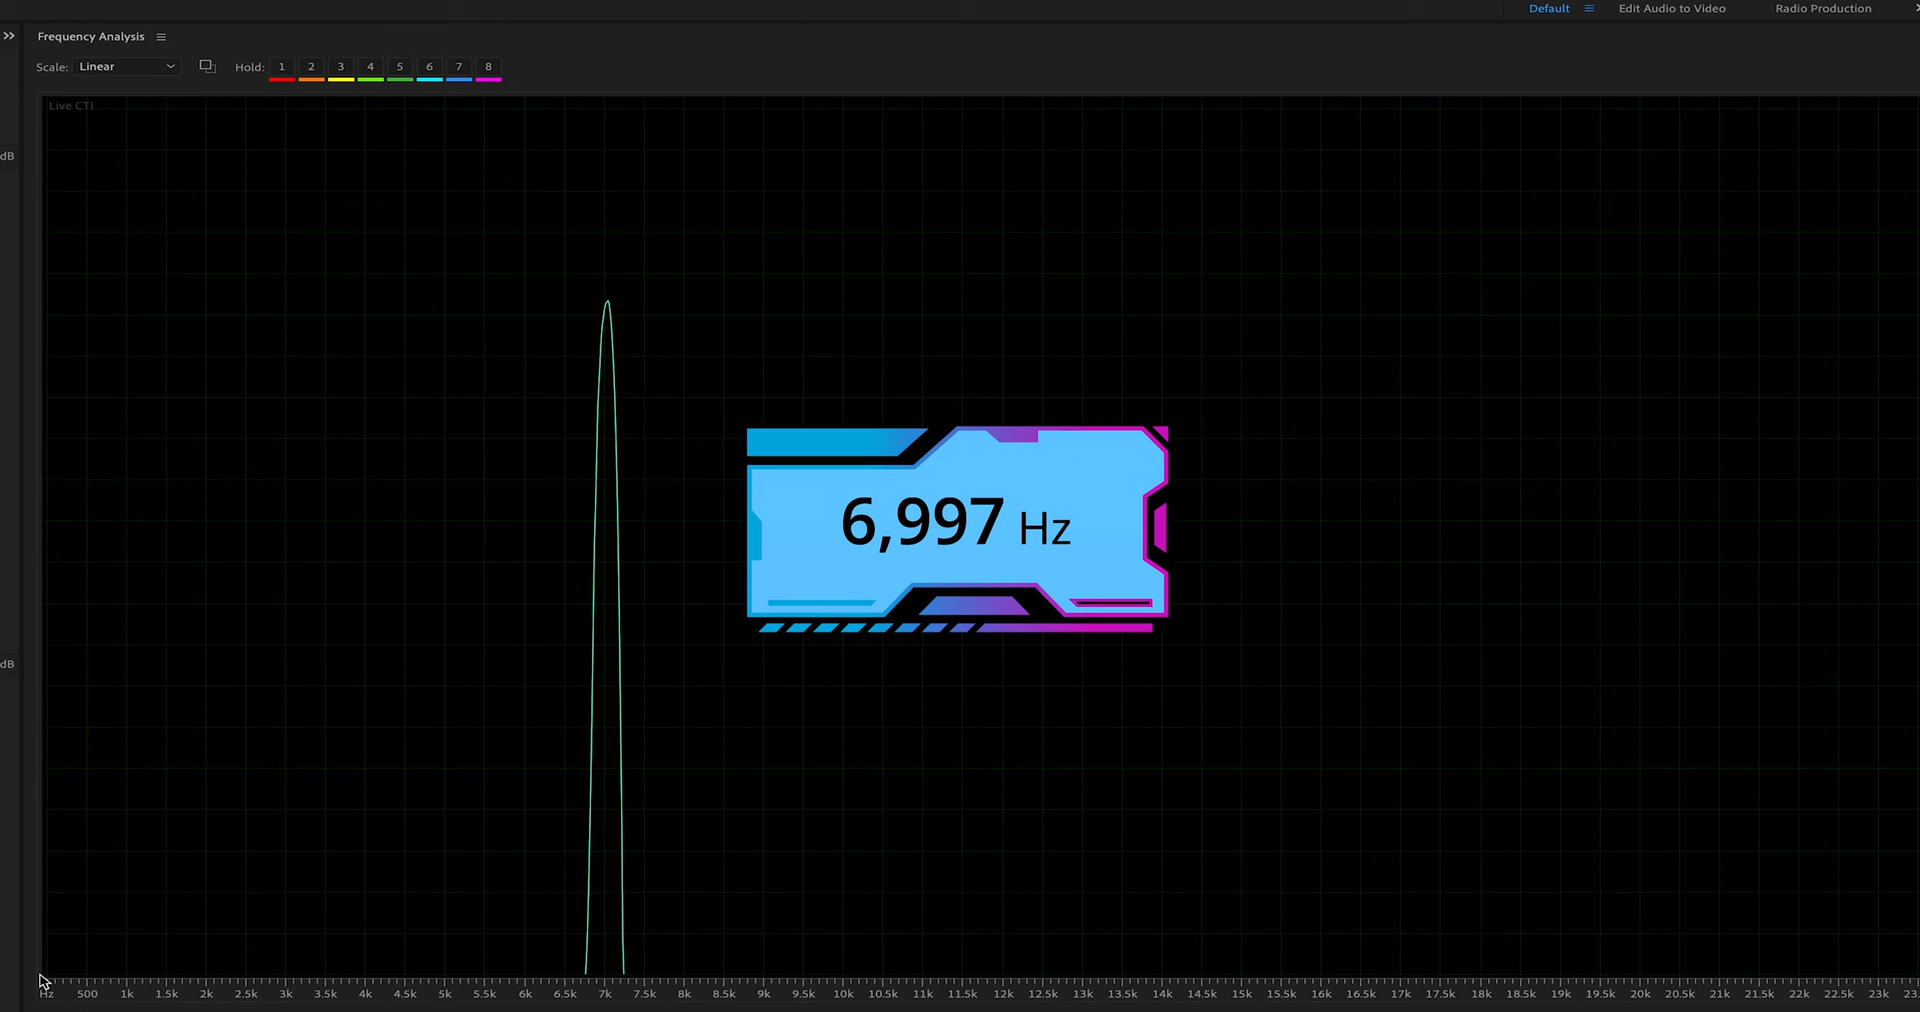 Default Edit Audio to Video Radio Production
Frequency Analysis
Scale: Linear Hold: 1 2 3 4 5 6 7 8
Live CTI
dB
6,997 Hz
dB
Hz 500 1k 1.5k 2k 2.5k 3k 3.5k 4k 4.5k 5k 5.5k 6k 6.5k 7k 7.5k 8k 8.5k 9k 9.5k 10k 10.5k 11k 11.5k 12k 12.5k 13k 13.5k 14k 14.5k 15k 15.5k 16k 16.5k 17k 17.5k 18k 18.5k 19k 19.5k 20k 20.5k 21k 21.5k 22k 22.5k 23k 23.